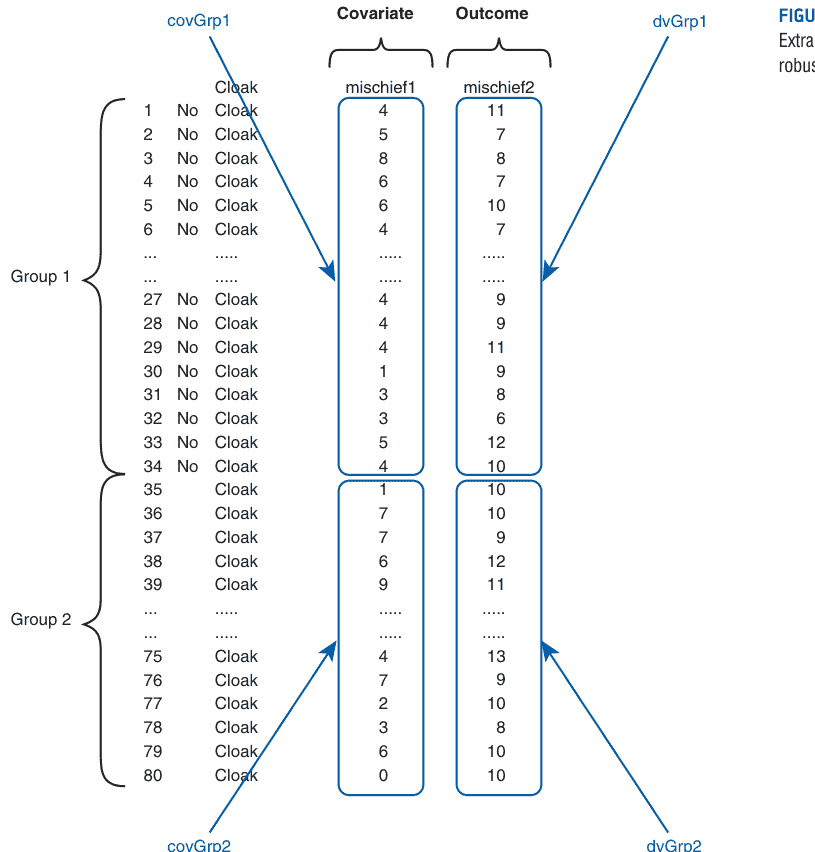 covGrp1 Covariate Outcome dvGrp1
FIGU
Extra
robus
Cloak mischief1 mischief2
1 No Cloak 4 11
2 No Cloak 5 7
3 No Cloak 8 8
4 No Cloak 6 7
5 No Cloak 6 10
6 No Cloak 4 7
... ..... ..... .....
... ..... ..... .....
Group 1
27 No Cloak 4 9
28 No Cloak 4 9
29 No Cloak 4 11
30 No Cloak 1 9
31 No Cloak 3 8
32 No Cloak 3 6
33 No Cloak 5 12
34 No Cloak 4 10
35 Cloak 1 10
36 Cloak 7 10
37 Cloak 7 9
38 Cloak 6 12
39 Cloak 9 11
... ..... ..... .....
Group 2
... ..... ..... .....
75 Cloak 4 13
76 Cloak 7 9
77 Cloak 2 10
78 Cloak 3 8
79 Cloak 6 10
80 Cloak 0 10
covGrp2 dvGrp2